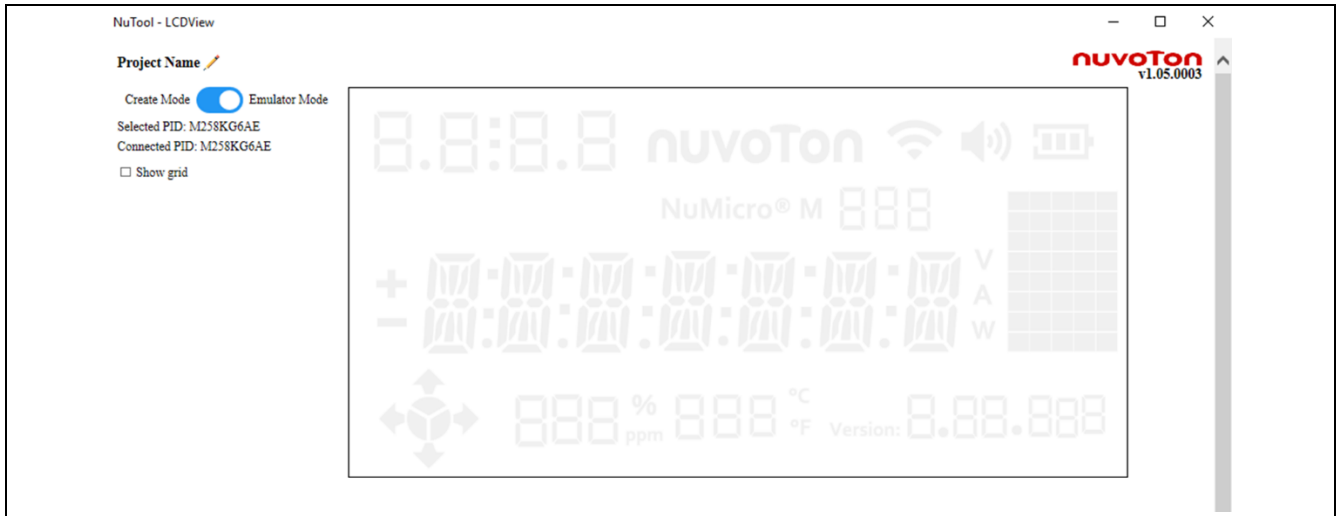 NuTool - LCDView
Project Name
nuvoTon
v1.05.0003
Create Mode Emulator Mode
Selected PID: M258KG6AE
Connected PID: M258KG6AE
Show grid
8.8:8.8 nuvoTon
NuMicro® M 888
+ V
A
- W
888 % 888 °C
ppm °F Version: 8.88.888